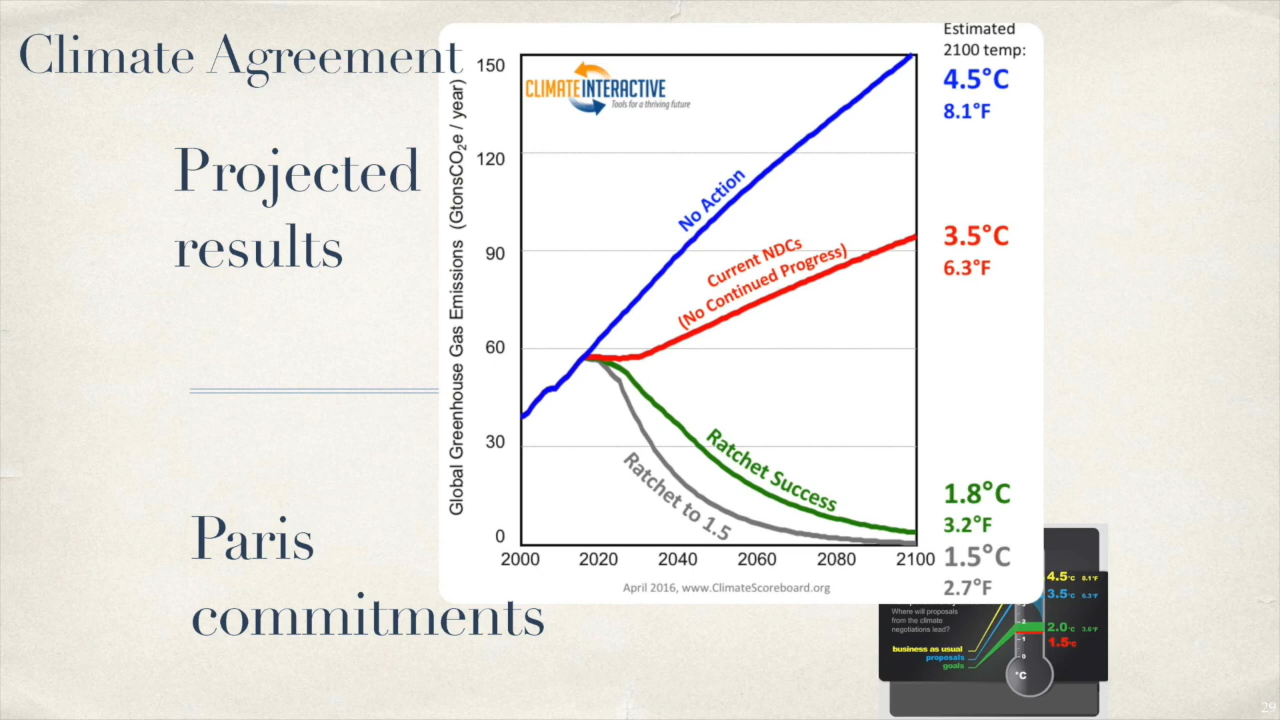 Climate Agreement
Projected
results
Paris
commitments
Global Greenhouse Gas Emissions (GtonsCO₂e / year)
150
120
90
60
30
0
2000
2020
2040
2060
2080
2100
CLIMATEINTERACTIVE
Tools for a thriving future
No Action
Current NDCs
(No Continued Progress)
Ratchet Success
Ratchet to 1.5
April 2016, www.ClimateScoreboard.org
Estimated
2100 temp:
4.5°C
8.1°F
3.5°C
6.3°F
1.8°C
3.2°F
1.5°C
2.7°F
Where will proposals
from the climate
negotiations lead?
business as usual
proposals
goals
4.5°C 8.1°F
3.5°C 6.3°F
2.0°C 3.6°F
1.5°C
2
1
0
°C
29